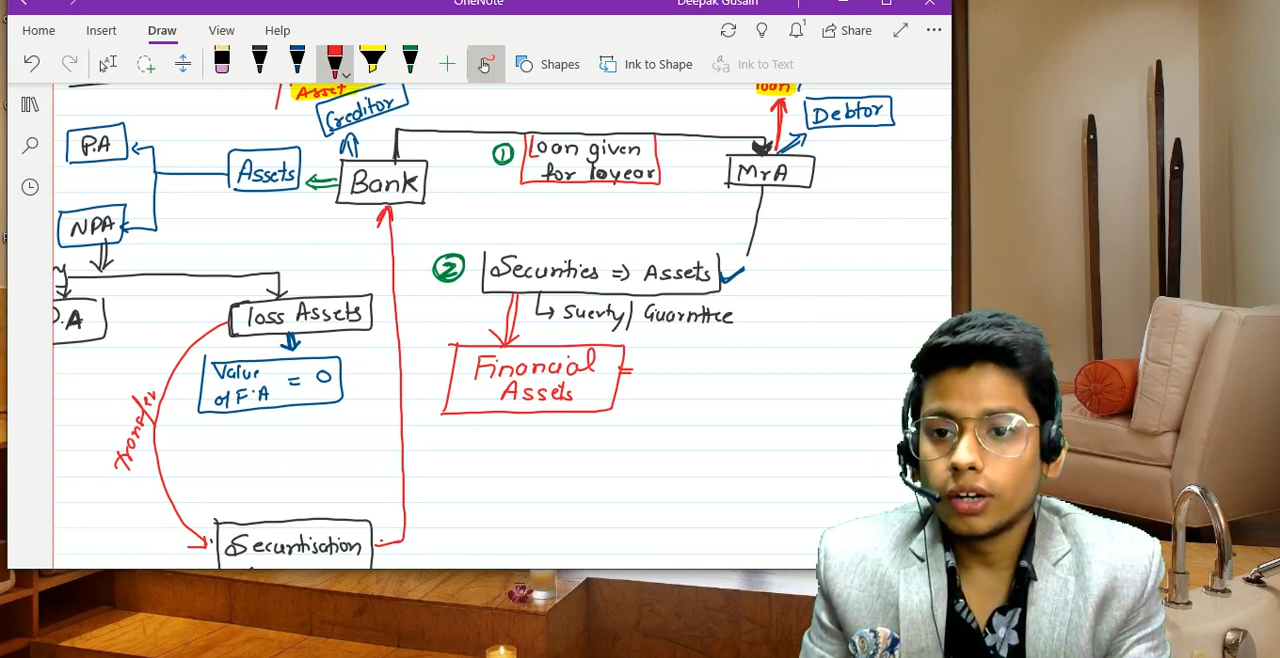 OneNote
Deepak Gusain
Home Insert Draw View Help
Share
Shapes Ink to Shape Ink to Text
Asset
loan
Creditor
Debtor
P.A
Assets
Bank
① Loan given
for 10 year
Mr A
NPA
② Securities => Assets
↳ Suerty/ Guarntee
.A
loss Assets
Value
of F.A = 0
Financial =
Assets
transfer
Securitisation